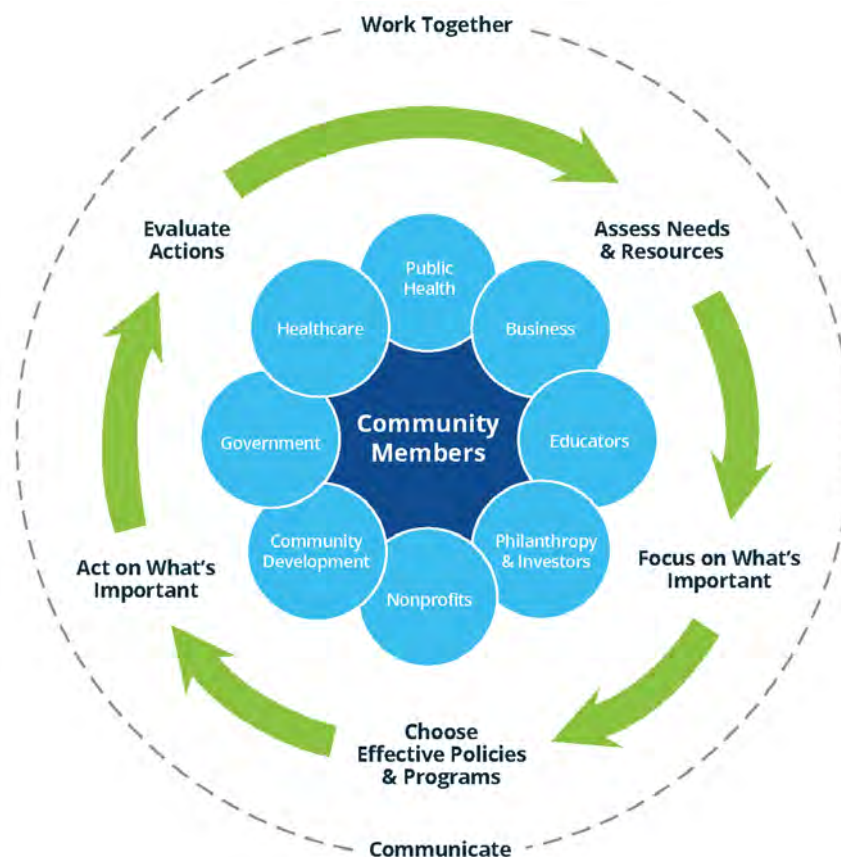 Work Together
Evaluate
Actions
Assess Needs
& Resources
Public
Health
Healthcare
Business
Government
Community
Members
Educators
Community
Development
Philanthropy
& Investors
Nonprofits
Act on What's
Important
Focus on What's
Important
Choose
Effective Policies
& Programs
Communicate